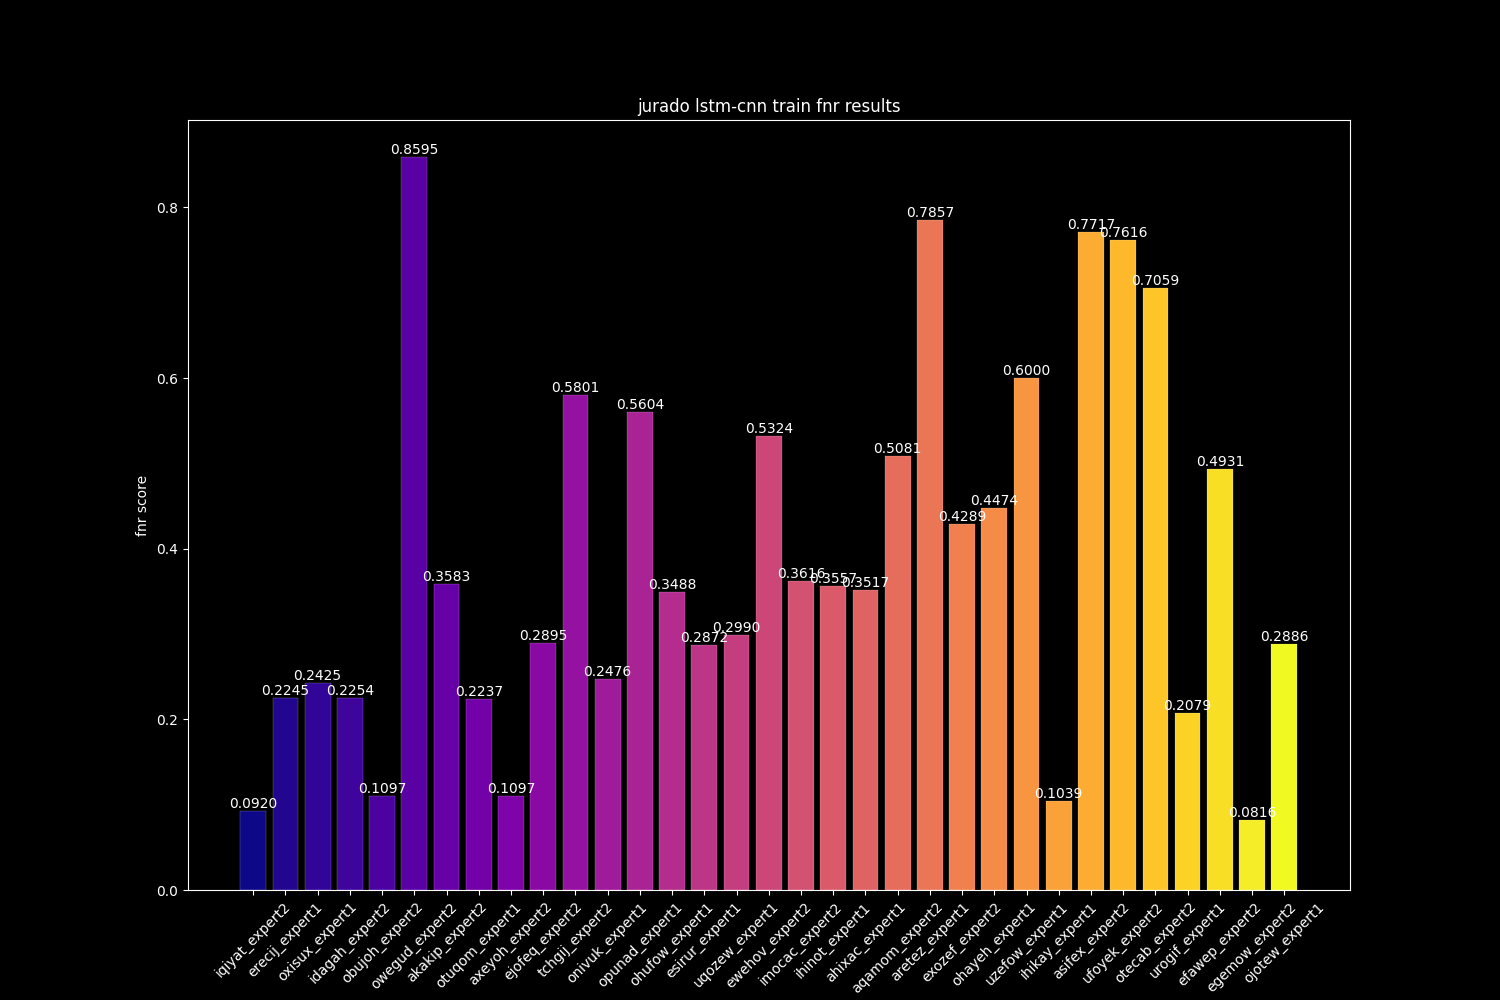 jurado lstm-cnn train fnr results
fnr score
0.8
0.6
0.4
0.2
0.0
0.0920
0.2245
0.2425
0.2254
0.1097
0.8595
0.3583
0.2237
0.1097
0.2895
0.5801
0.2476
0.5604
0.3488
0.2872
0.2990
0.5324
0.3616
0.3557
0.3517
0.5081
0.7857
0.4289
0.4474
0.6000
0.1039
0.7717
0.7616
0.7059
0.2079
0.4931
0.0816
0.2886
iqjyat_expert2
erecij_expert1
oxisux_expert1
idagah_expert2
obujoh_expert2
owegud_expert2
akakip_expert2
otuqom_expert1
axeyoh_expert2
ejofeq_expert2
tchgjj_expert2
onivuk_expert1
opunad_expert1
ohufow_expert1
esirur_expert1
uqozew_expert1
ewehov_expert2
imocac_expert2
ihinot_expert1
ahixac_expert1
aqamom_expert2
aretez_expert1
exozef_expert2
ohayeh_expert1
uzefow_expert1
ihikay_expert1
asifex_expert2
ufoyek_expert2
otecab_expert2
urogif_expert1
efawep_expert2
egemow_expert2
ojotew_expert1